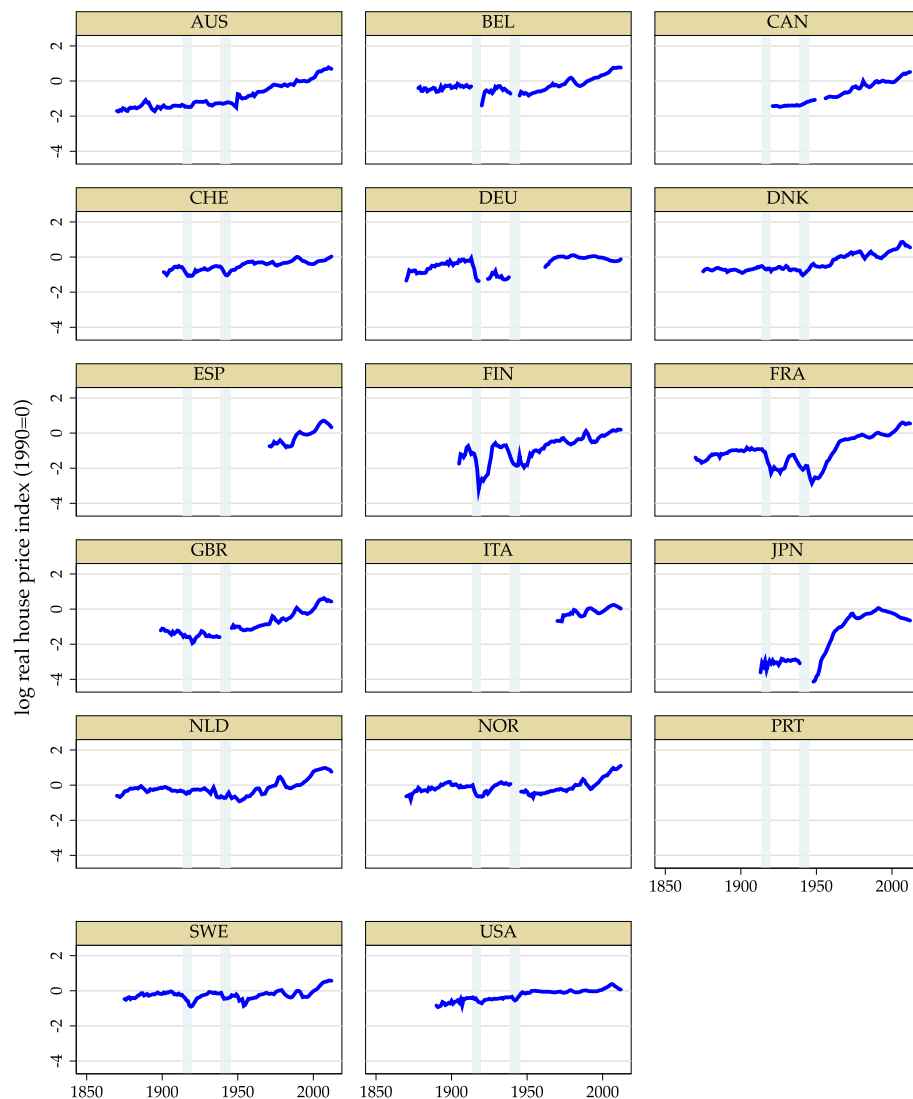 AUS
BEL
CAN
2
0
-2
-4
CHE
DEU
DNK
2
0
-2
-4
ESP
FIN
FRA
2
0
-2
-4
log real house price index (1990=0)
GBR
ITA
JPN
2
0
-2
-4
NLD
NOR
PRT
2
0
-2
-4
1850 1900 1950 2000
SWE
USA
2
0
-2
-4
1850 1900 1950 2000
1850 1900 1950 2000